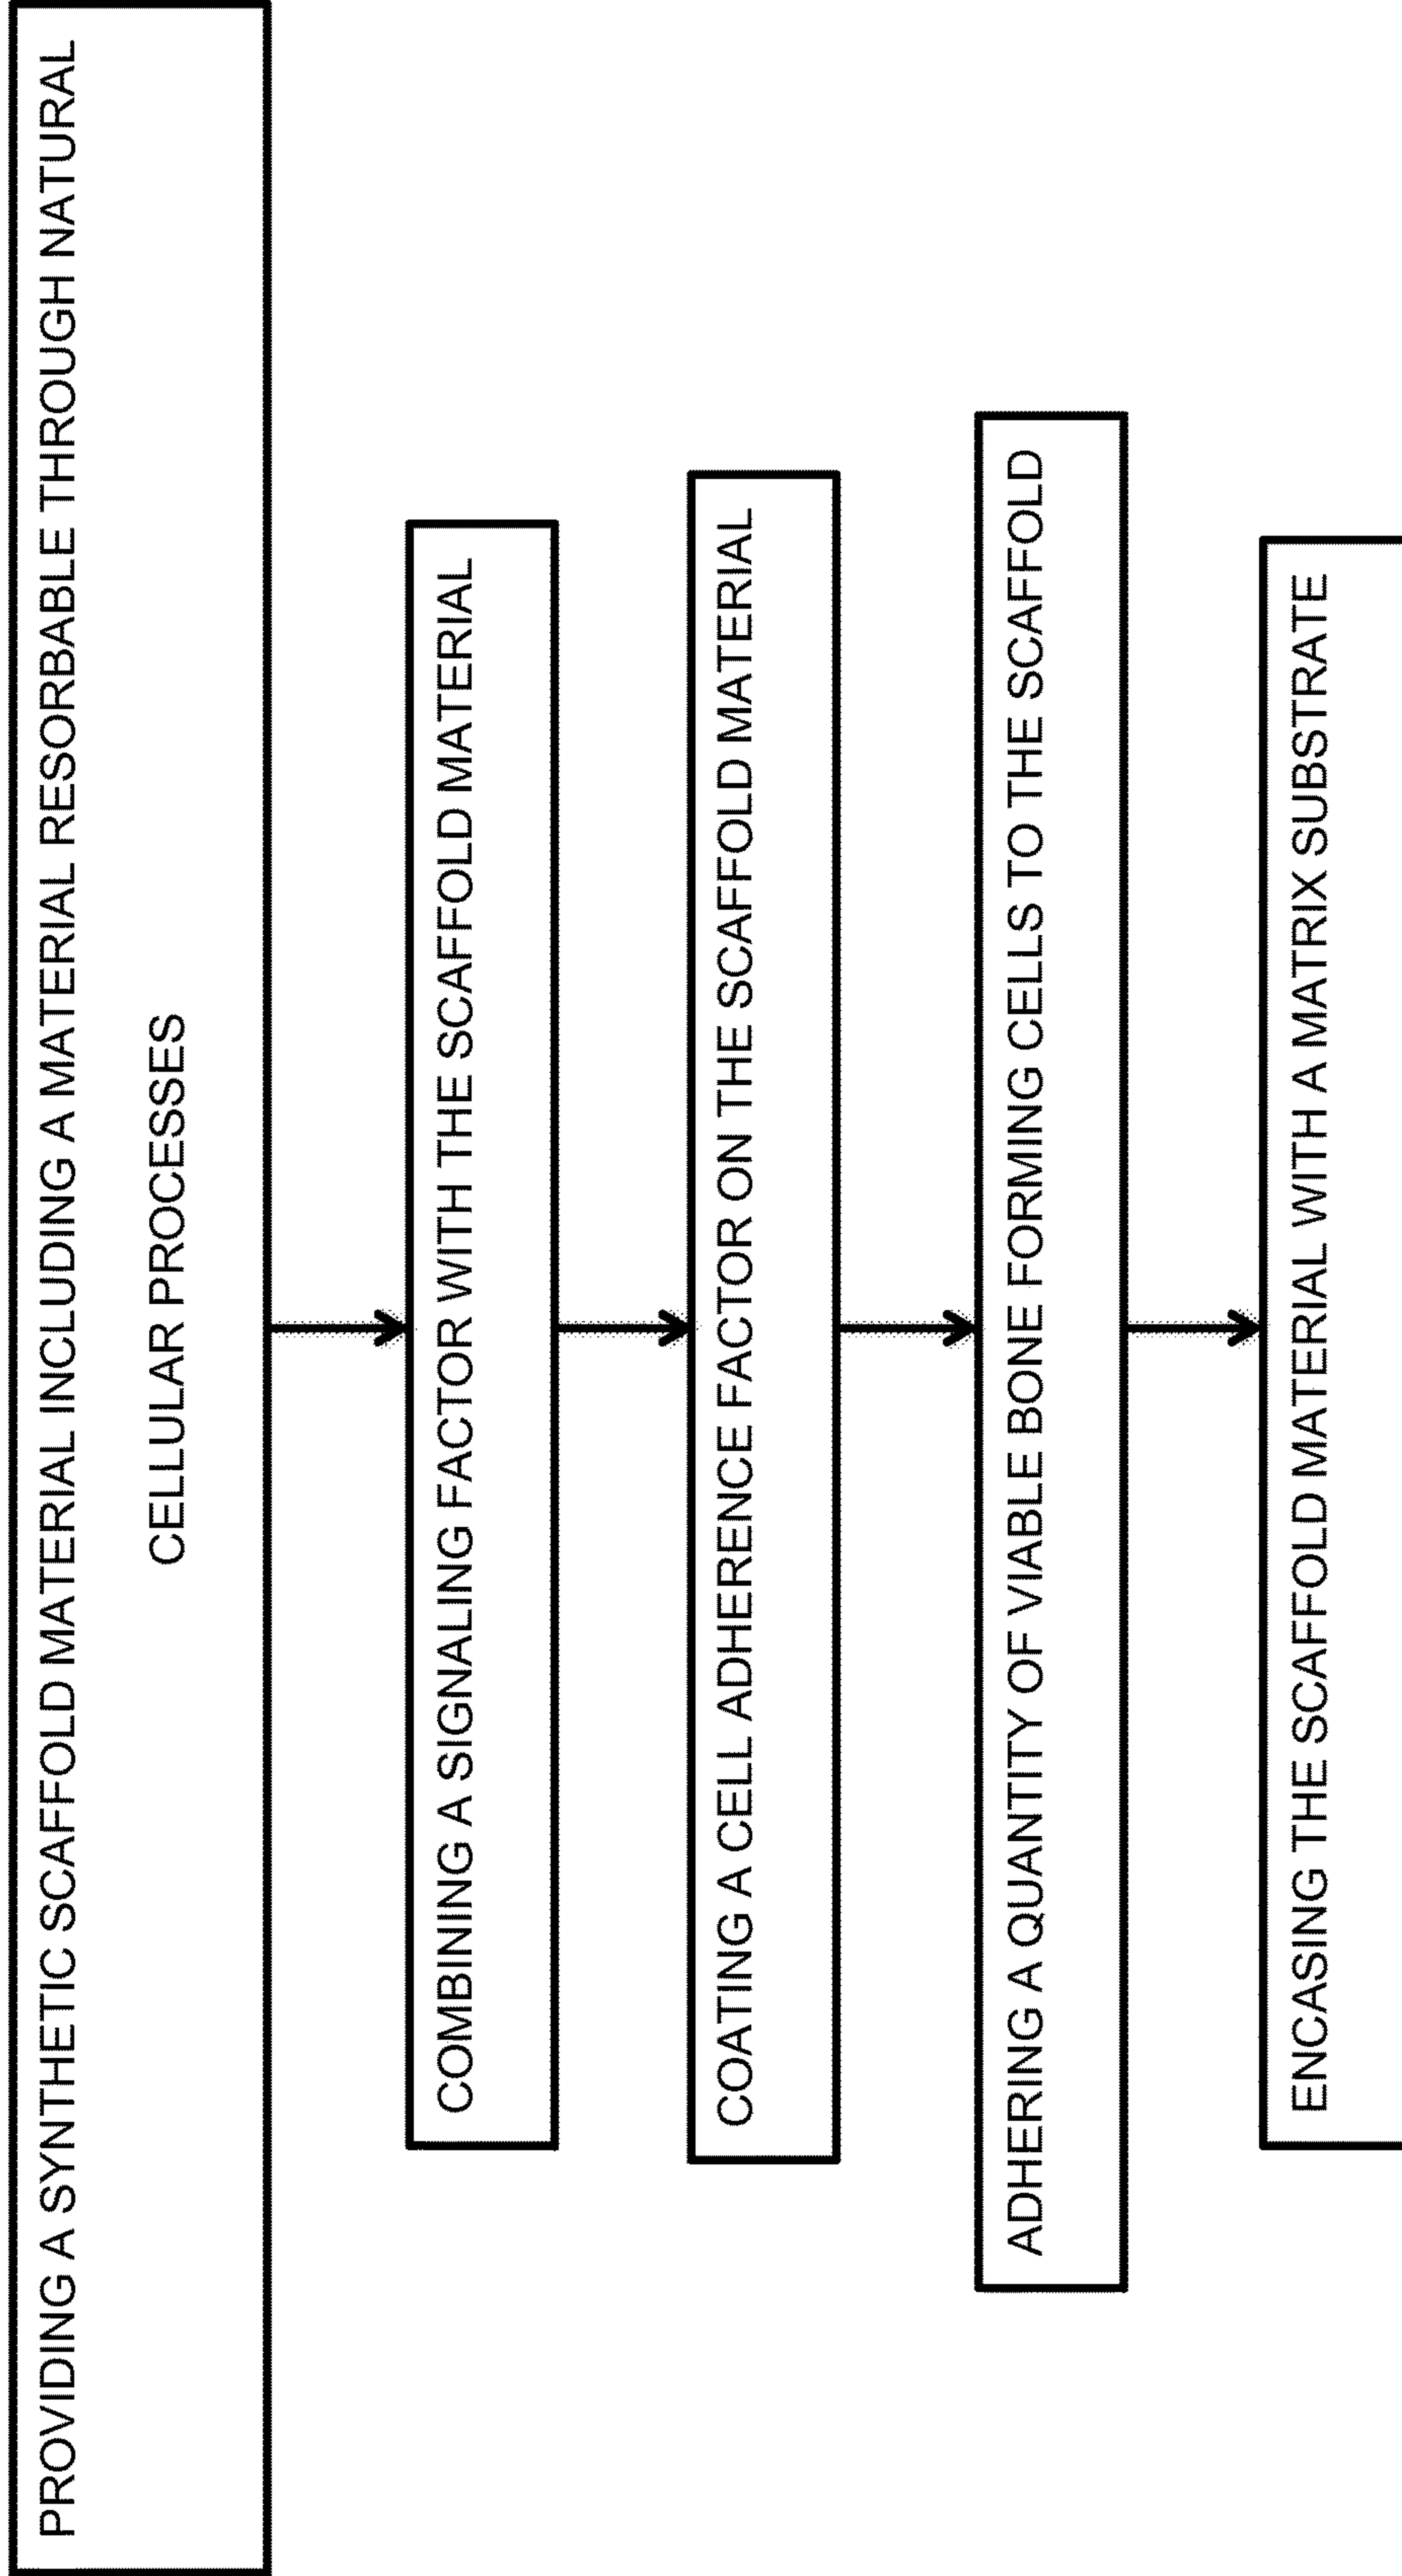 PROVIDING A SYNTHETIC SCAFFOLD MATERIAL INCLUDING A MATERIAL RESORBABLE THROUGH NATURAL
CELLULAR PROCESSES
COMBINING A SIGNALING FACTOR WITH THE SCAFFOLD MATERIAL
COATING A CELL ADHERENCE FACTOR ON THE SCAFFOLD MATERIAL
ADHERING A QUANTITY OF VIABLE BONE FORMING CELLS TO THE SCAFFOLD
ENCASING THE SCAFFOLD MATERIAL WITH A MATRIX SUBSTRATE